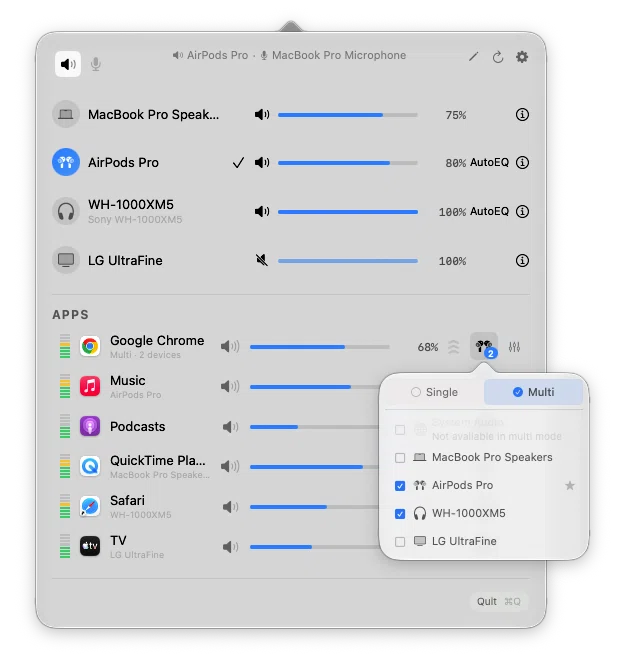 AirPods Pro · MacBook Pro Microphone
MacBook Pro Speak... 75%
AirPods Pro 80% AutoEQ
WH-1000XM5 100% AutoEQ
Sony WH-1000XM5
LG UltraFine 100%
APPS
Google Chrome 68% 2
Multi · 2 devices
Music
AirPods Pro
Podcasts
QuickTime Pla...
MacBook Pro Speake...
Safari
WH-1000XM5
tv TV
LG UltraFine
Single Multi
System Audio
Not available in multi mode
MacBook Pro Speakers
AirPods Pro
WH-1000XM5
LG UltraFine
Quit ⌘Q